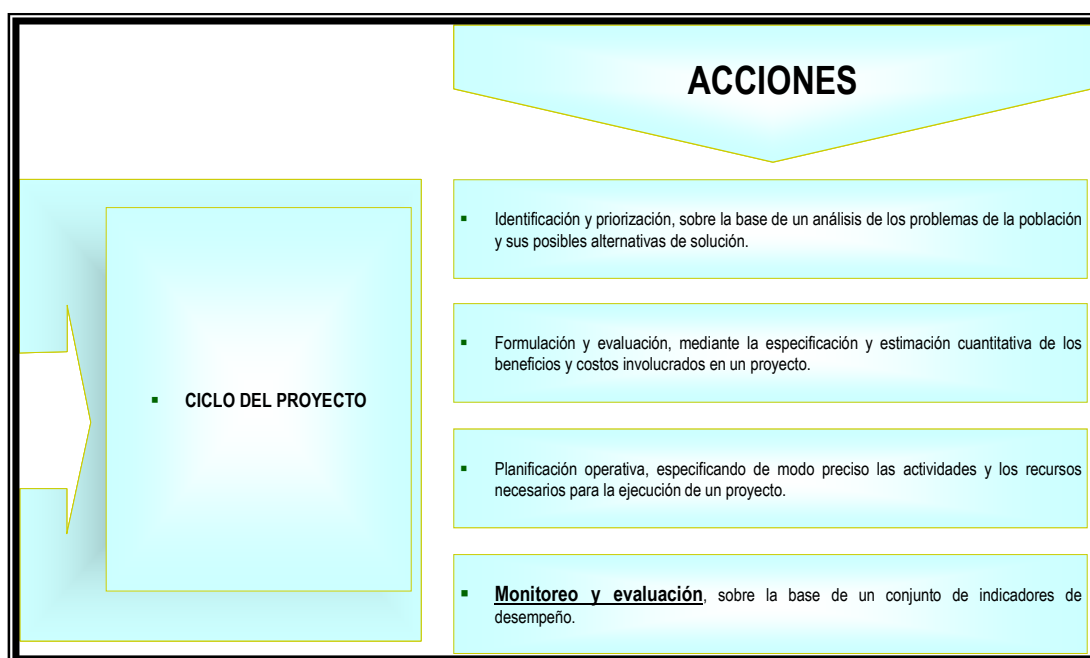 ACCIONES
▪ Identificación y priorización, sobre la base de un análisis de los problemas de la población
y sus posibles alternativas de solución.
▪ Formulación y evaluación, mediante la especificación y estimación cuantitativa de los
beneficios y costos involucrados en un proyecto.
▪ CICLO DEL PROYECTO
▪ Planificación operativa, especificando de modo preciso las actividades y los recursos
necesarios para la ejecución de un proyecto.
▪ Monitoreo y evaluación, sobre la base de un conjunto de indicadores de
desempeño.